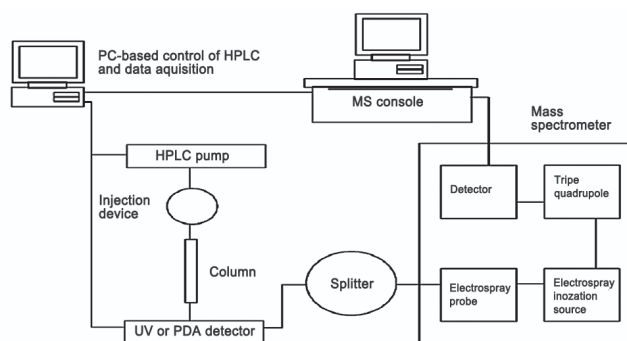 PC-based control of HPLC
and data aquisition
MS console
Mass
spectrometer
HPLC pump
Injection
device
Column
UV or PDA detector
Splitter
Detector
Tripe
quadrupole
Electrospray
probe
Electrospray
inozation
source